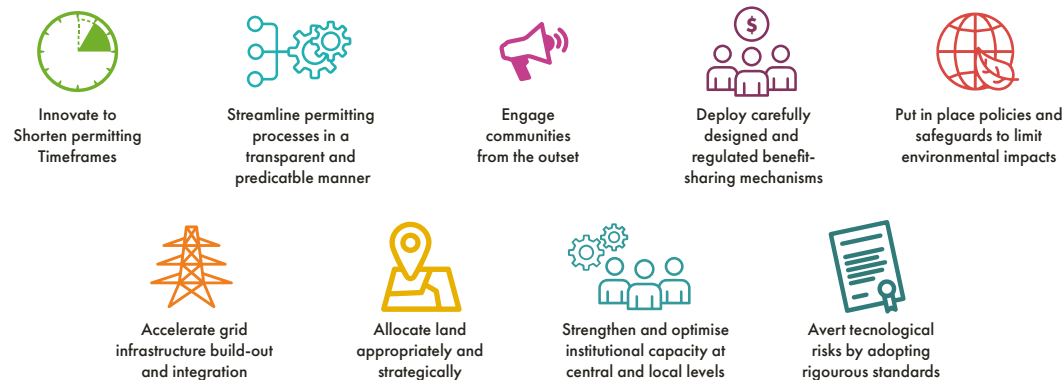 $
Innovate to
Shorten permitting
Timeframes
Streamline permitting
processes in a
transparent and
predicatble manner
Engage
communities
from the outset
Deploy carefully
designed and
regulated benefit-
sharing mechanisms
Put in place policies and
safeguards to limit
environmental impacts
Accelerate grid
infrastructure build-out
and integration
Allocate land
appropriately and
strategically
Strengthen and optimise
institutional capacity at
central and local levels
Avert tecnological
risks by adopting
rigourous standards